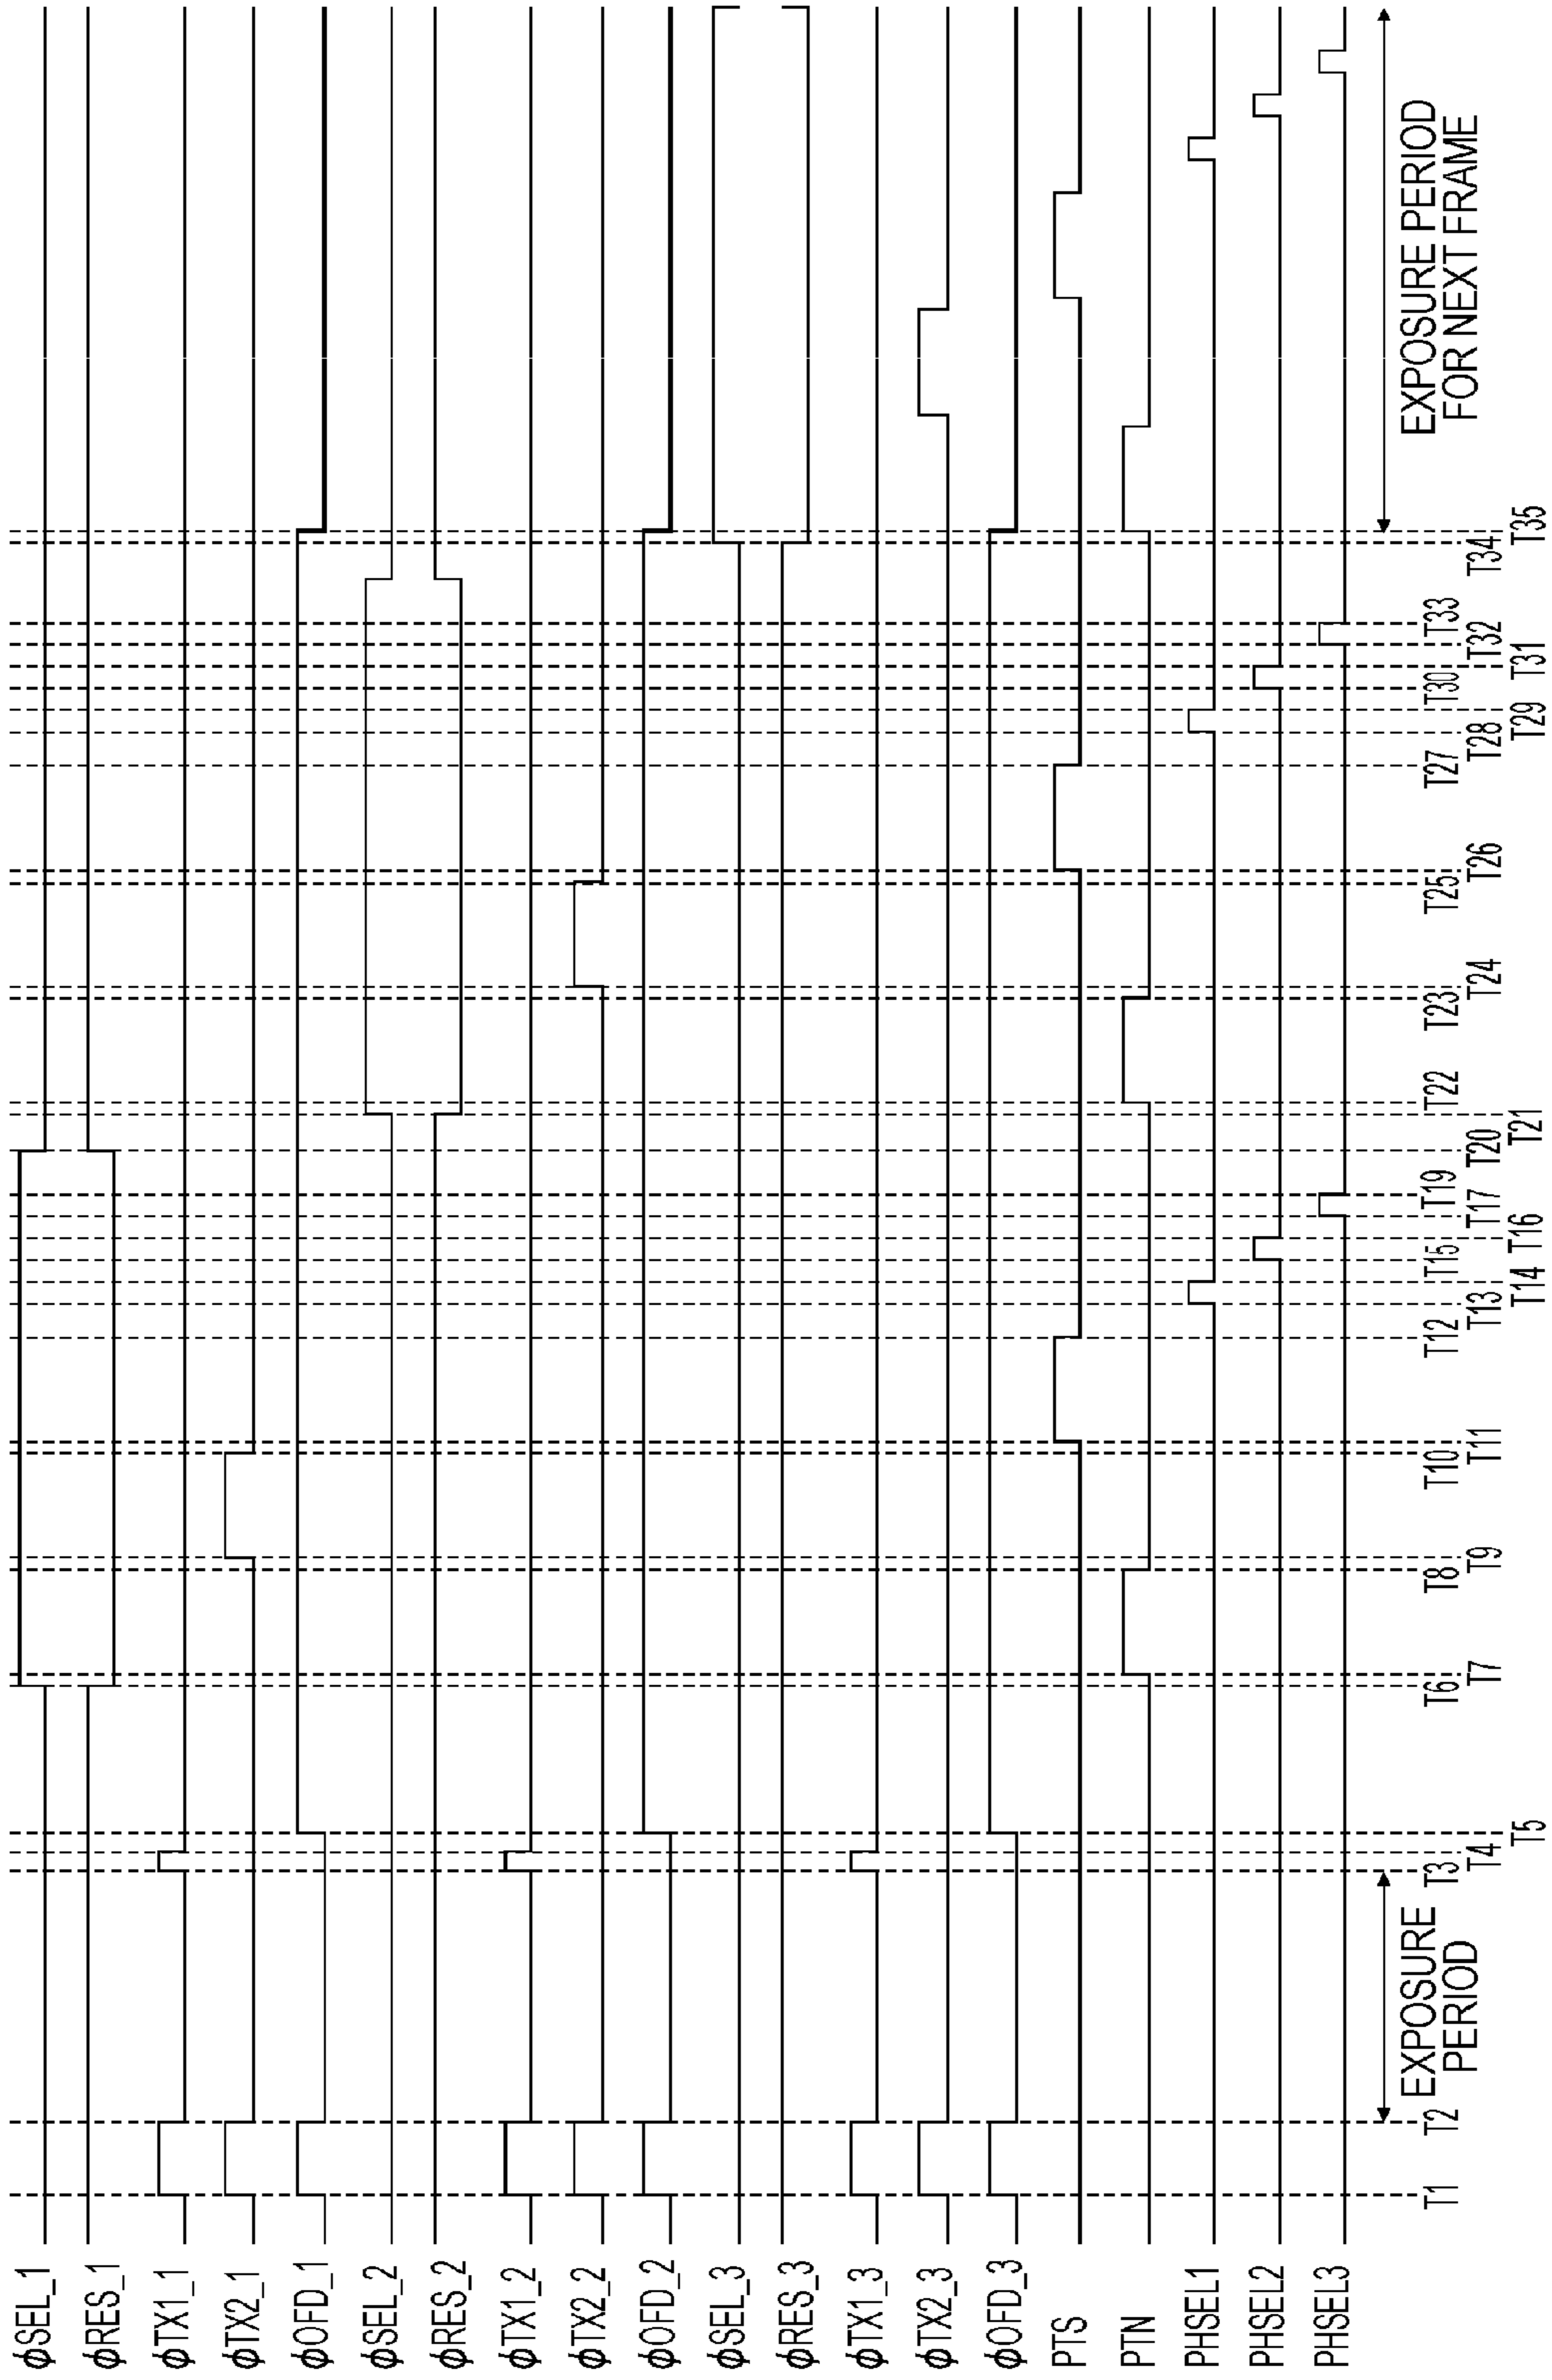 ϕSEL_1
ϕRES_1
ϕTX1_1
ϕTX2_1
ϕOFD_1
ϕSEL_2
ϕRES_2
ϕTX1_2
ϕTX2_2
ϕOFD_2
ϕSEL_3
ϕRES_3
ϕTX1_3
ϕTX2_3
ϕOFD_3
PTS
PTN
PHSEL1
PHSEL2
PHSEL3
EXPOSURE
PERIOD
EXPOSURE PERIOD
FOR NEXT FRAME
T1
T2
T3
T4
T5
T6
T7
T8
T9
T10
T11
T12
T13
T14
T15
T16
T17
T19
T20
T21
T22
T23
T24
T25
T26
T27
T28
T29
T30
T31
T32
T33
T34
T35